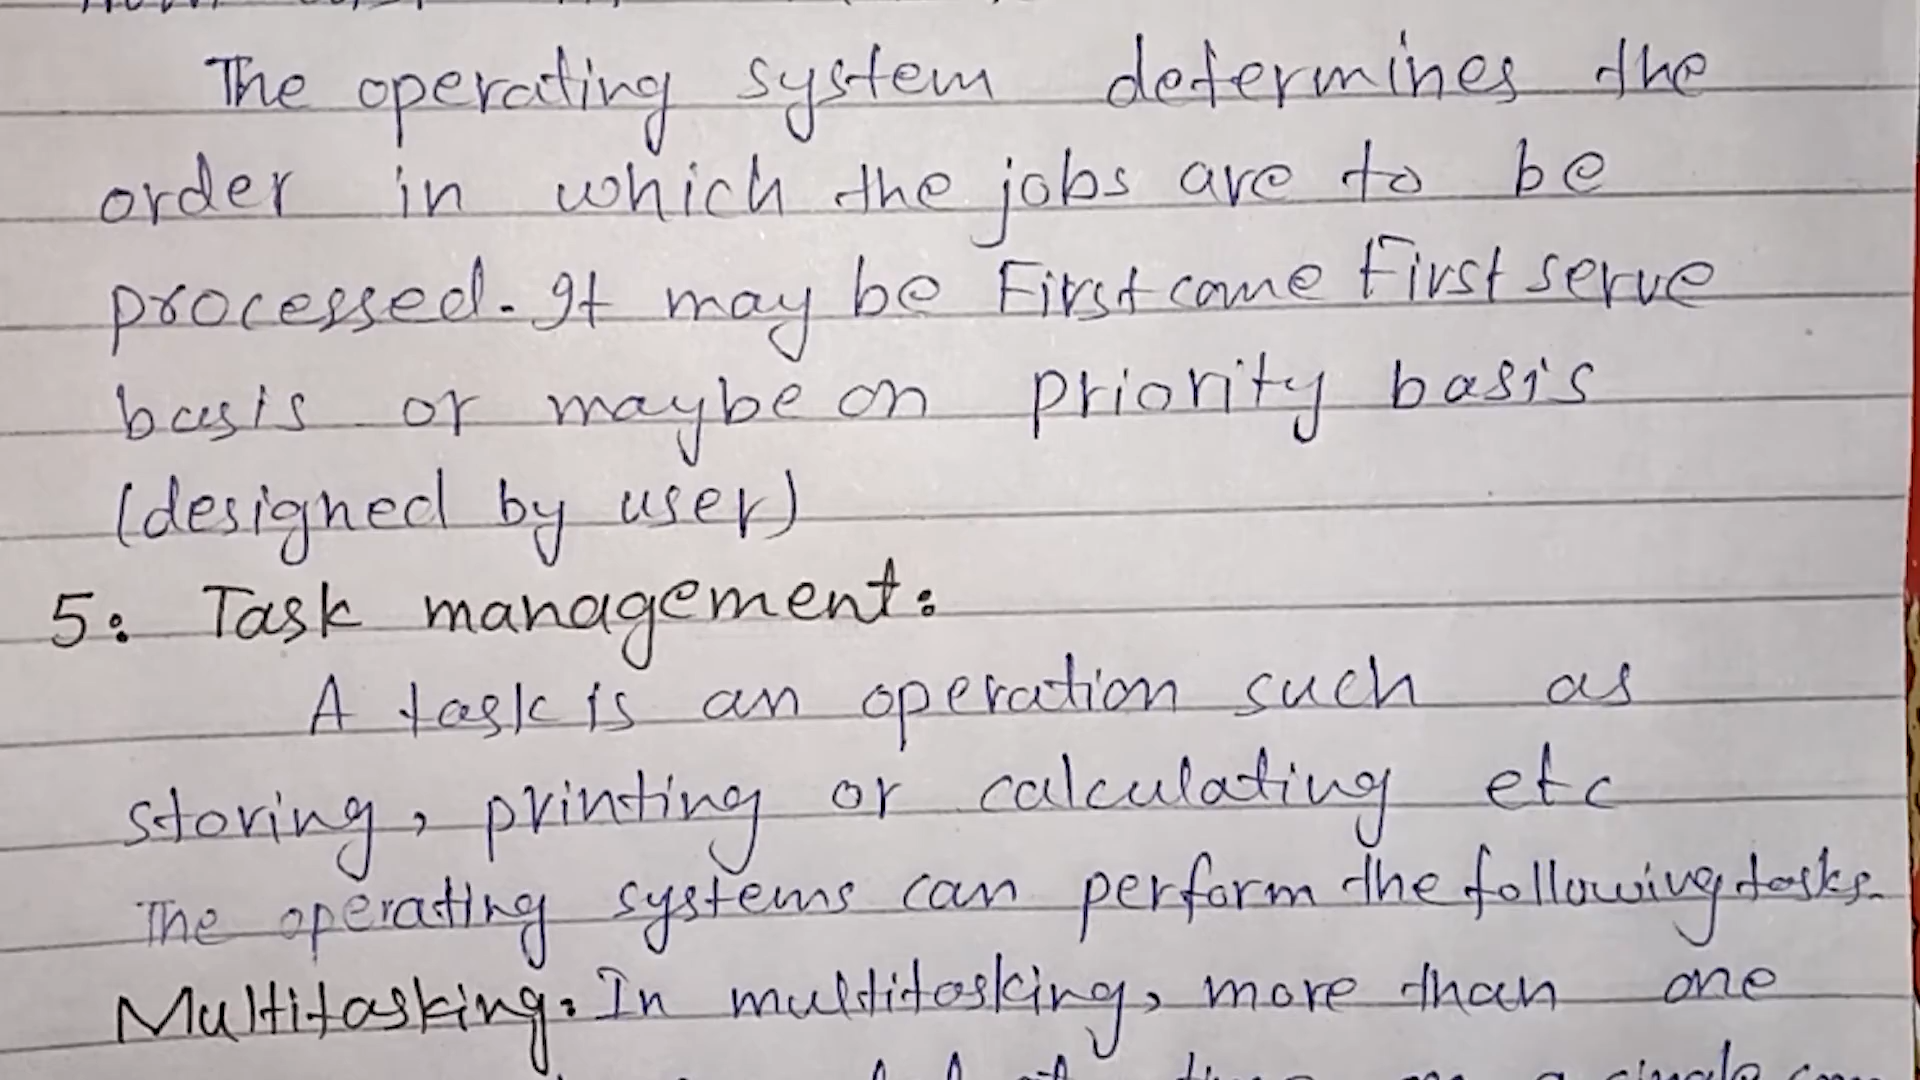 The operating system determines the
order in which the jobs are to be
processed. It may be First come First serve
basis or maybe on priority basis
(designed by user)
5: Task management:
A task is an operation such as
storing, printing or calculating etc
The operating systems can perform the following tasks.
Multitasking: In multitasking, more than one